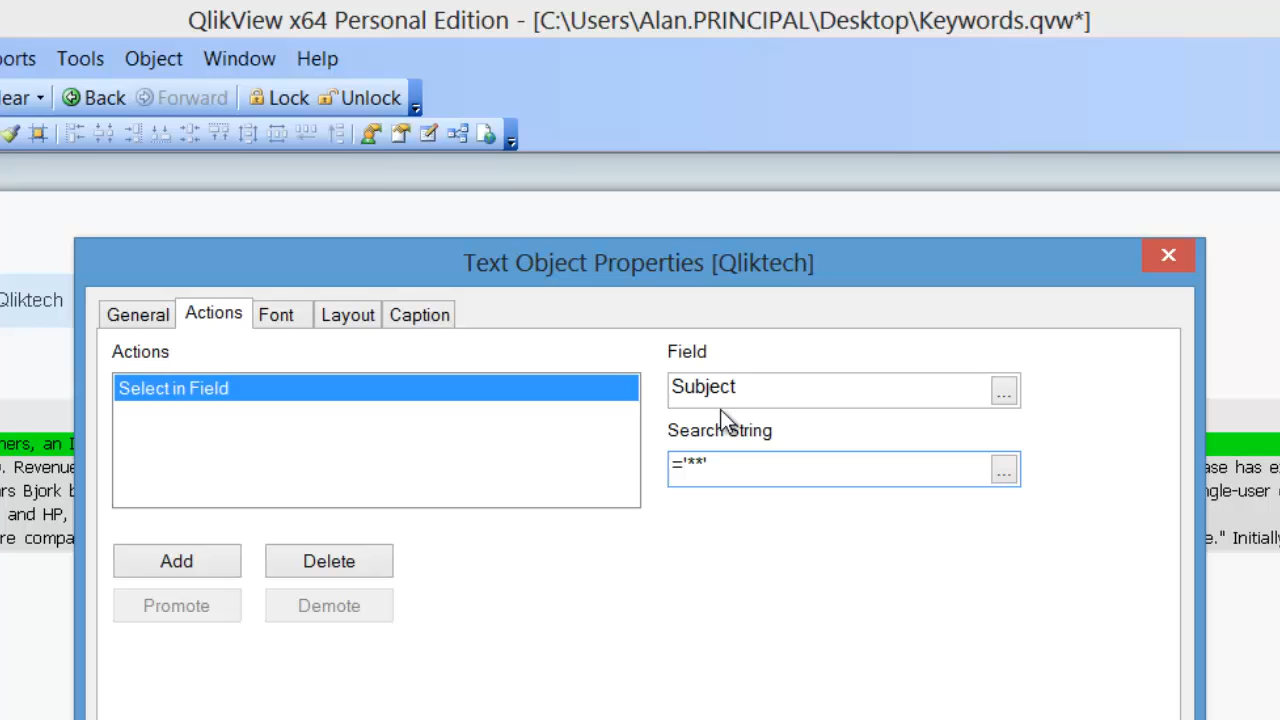 QlikView x64 Personal Edition - [C:\Users\Alan.PRINCIPAL\Desktop\Keywords.qvw*]
ports Tools Object Window Help
lear Back Forward Lock Unlock
Text Object Properties [Qliktech]
Qliktech
General Actions Font Layout Caption
Actions Field
Select in Field Subject ...
Search String
='**' ...
ners, an I
. Revenue ase has e
rs Bjork b ngle-user
and HP,
re compa e." Initially
Add Delete
Promote Demote